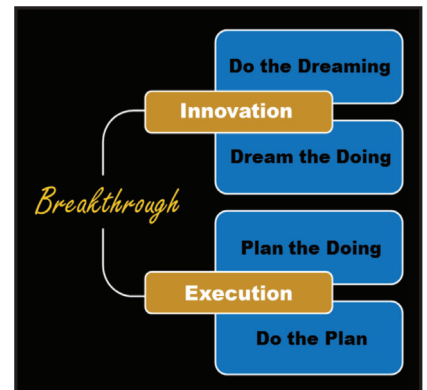 Do the Dreaming
Innovation
Dream the Doing
Breakthrough
Plan the Doing
Execution
Do the Plan